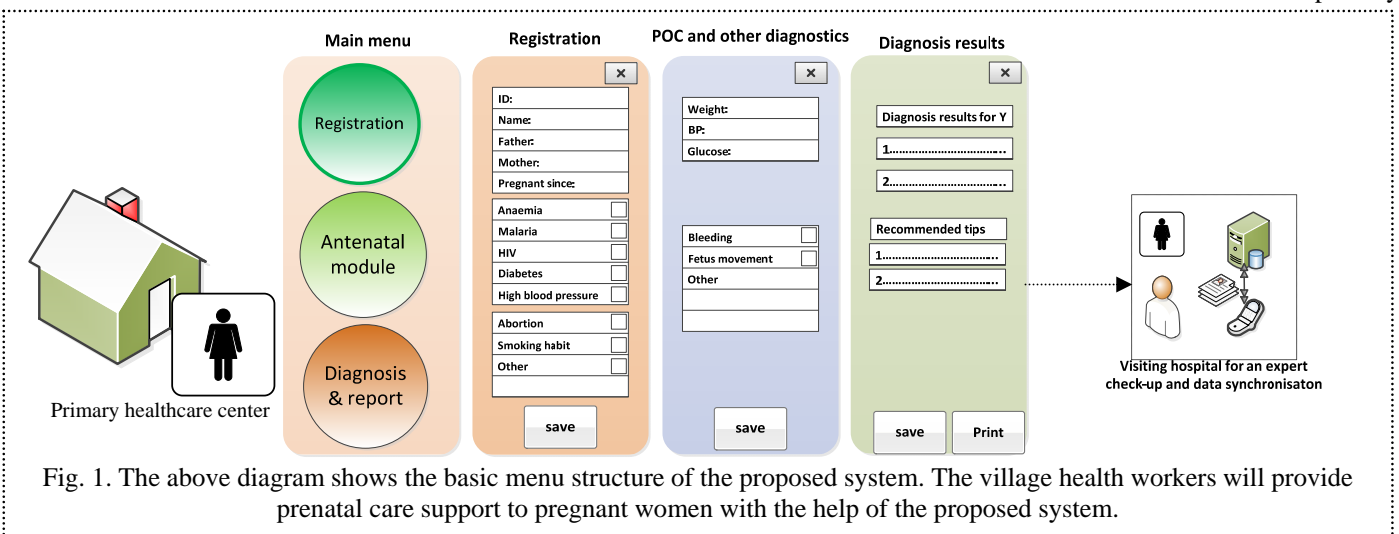 Main menu
Registration
Antenatal
module
Diagnosis
& report
Primary healthcare center
Registration
×
ID:
Name:
Father:
Mother:
Pregnant since:
Anaemia
Malaria
HIV
Diabetes
High blood pressure
Abortion
Smoking habit
Other
save
POC and other diagnostics
×
Weight:
BP:
Glucose:
Bleeding
Fetus movement
Other
save
Diagnosis results
×
Diagnosis results for Y
1..................................
2..................................
Recommended tips
1..................................
2..................................
save
Print
Visiting hospital for an expert
check-up and data synchronisaton
Fig. 1. The above diagram shows the basic menu structure of the proposed system. The village health workers will provide
prenatal care support to pregnant women with the help of the proposed system.